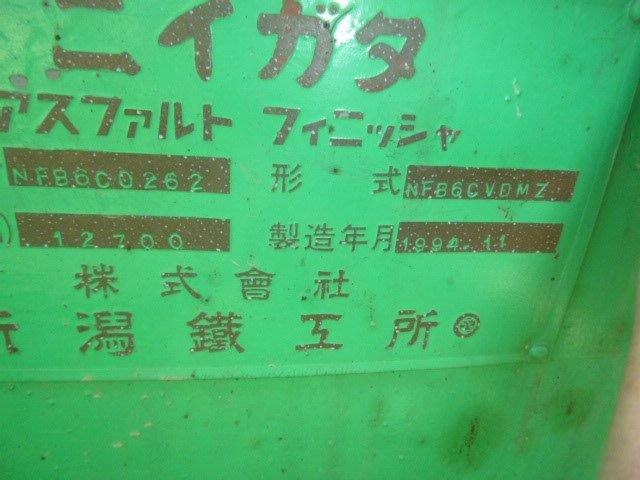 ニイガタ
アスファルト フィニッシャ
NFB6C0262 形式 NFB6CVDMZ
) 12700 製造年月 1994-11
株式會社
新潟鐵工所